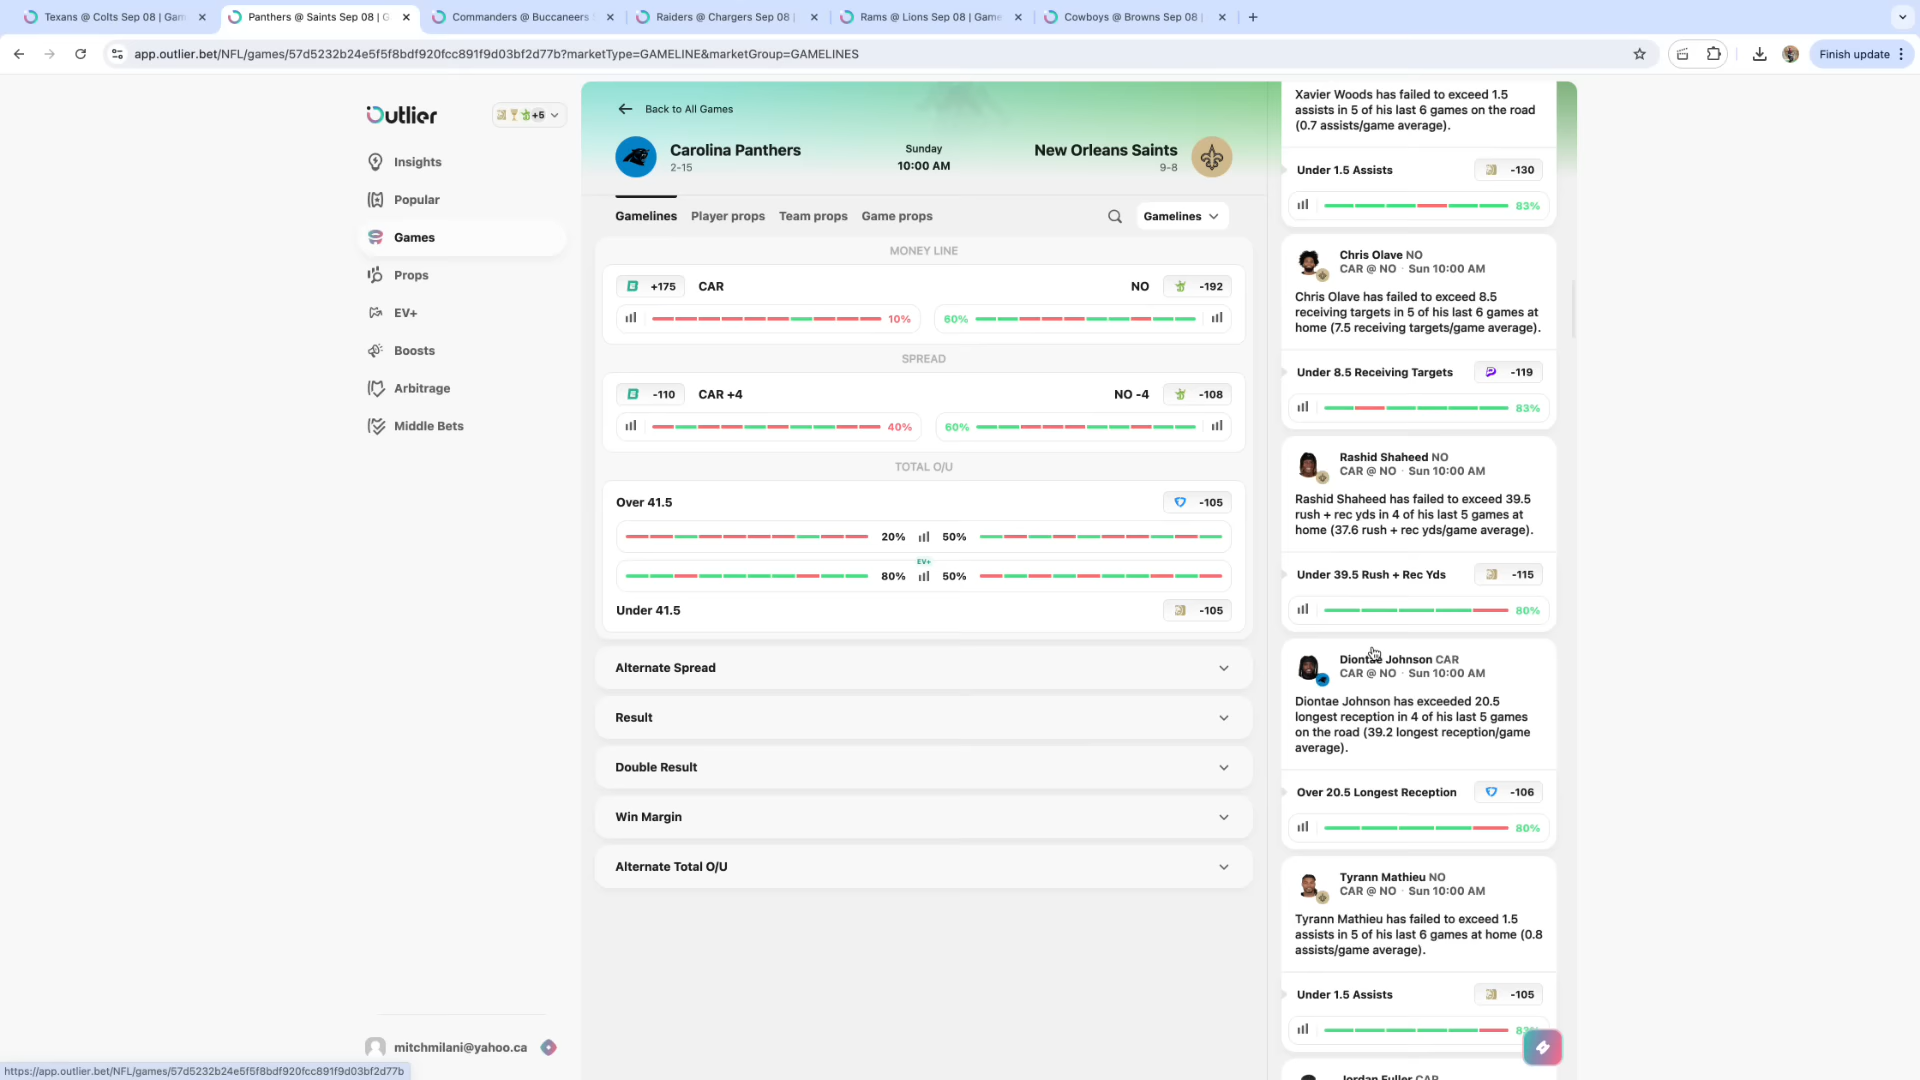 Texans @ Colts Sep 08 | Gam
Panthers @ Saints Sep 08 | G
Commanders @ Buccaneers
Raiders @ Chargers Sep 08 |
Rams @ Lions Sep 08 | Game
Cowboys @ Browns Sep 08 |
app.outlier.bet/NFL/games/57d5232b24e5f5f8bdf920fcc891f9d03bf2d77b?marketType=GAMELINE&marketGroup=GAMELINES
Finish update
Outlier
+5
Insights
Popular
Games
Props
EV+
Boosts
Arbitrage
Middle Bets
mitchmilani@yahoo.ca
https://app.outlier.bet/NFL/games/57d5232b24e5f5f8bdf920fcc891f9d03bf2d77b
Back to All Games
Carolina Panthers
2-15
Sunday
10:00 AM
New Orleans Saints
9-8
Gamelines
Player props
Team props
Game props
Gamelines
MONEY LINE
+175 CAR
NO -192
10%
60%
SPREAD
-110 CAR +4
NO -4 -108
40%
60%
TOTAL O/U
Over 41.5
-105
20% 50%
EV+
80% 50%
Under 41.5
-105
Alternate Spread
Result
Double Result
Win Margin
Alternate Total O/U
Xavier Woods has failed to exceed 1.5
assists in 5 of his last 6 games on the road
(0.7 assists/game average).
Under 1.5 Assists
-130
83%
Chris Olave NO
CAR @ NO · Sun 10:00 AM
Chris Olave has failed to exceed 8.5
receiving targets in 5 of his last 6 games at
home (7.5 receiving targets/game average).
Under 8.5 Receiving Targets
-119
83%
Rashid Shaheed NO
CAR @ NO · Sun 10:00 AM
Rashid Shaheed has failed to exceed 39.5
rush + rec yds in 4 of his last 5 games at
home (37.6 rush + rec yds/game average).
Under 39.5 Rush + Rec Yds
-115
80%
Diontae Johnson CAR
CAR @ NO · Sun 10:00 AM
Diontae Johnson has exceeded 20.5
longest reception in 4 of his last 5 games
on the road (39.2 longest reception/game
average).
Over 20.5 Longest Reception
-106
80%
Tyrann Mathieu NO
CAR @ NO · Sun 10:00 AM
Tyrann Mathieu has failed to exceed 1.5
assists in 5 of his last 6 games at home (0.8
assists/game average).
Under 1.5 Assists
-105
83%
Jordan Fuller CAR